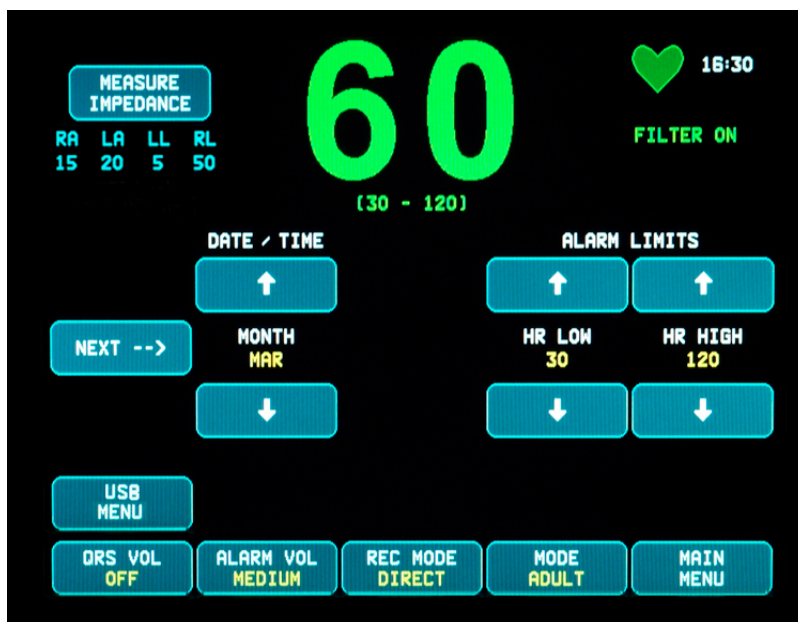 60
16:30
MEASURE
IMPEDANCE
RA LA LL RL
15 20 5 50
FILTER ON
(30 - 120)
DATE / TIME
ALARM LIMITS
NEXT -->
MONTH
MAR
HR LOW
30
HR HIGH
120
USB
MENU
QRS VOL
OFF
ALARM VOL
MEDIUM
REC MODE
DIRECT
MODE
ADULT
MAIN
MENU